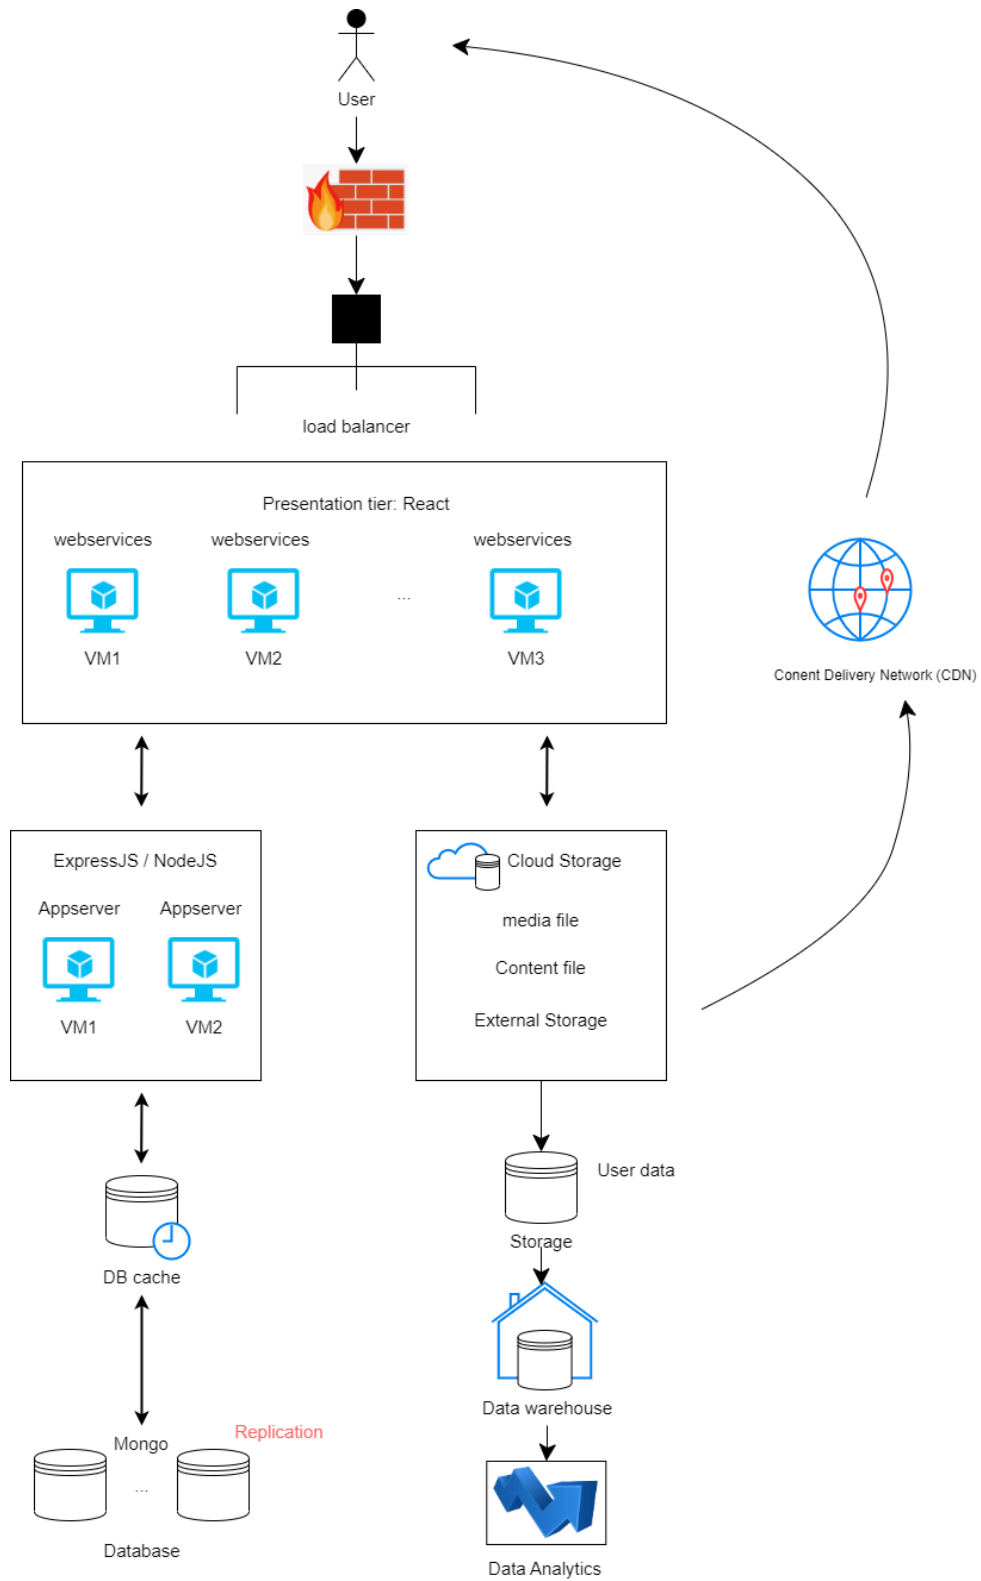 User
load balancer
Presentation tier: React
webservices
webservices
webservices
...
VM1
VM2
VM3
Conent Delivery Network (CDN)
ExpressJS / NodeJS
Appserver
Appserver
VM1
VM2
Cloud Storage
media file
Content file
External Storage
User data
Storage
DB cache
Data warehouse
Replication
Mongo
...
Database
Data Analytics